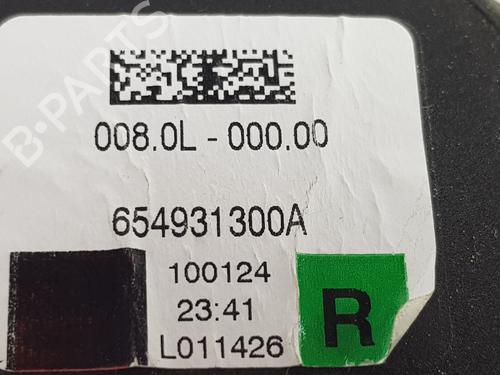 B-PARTS
008.0L - 000.00
654931300A
100124
23:41
L011426
R